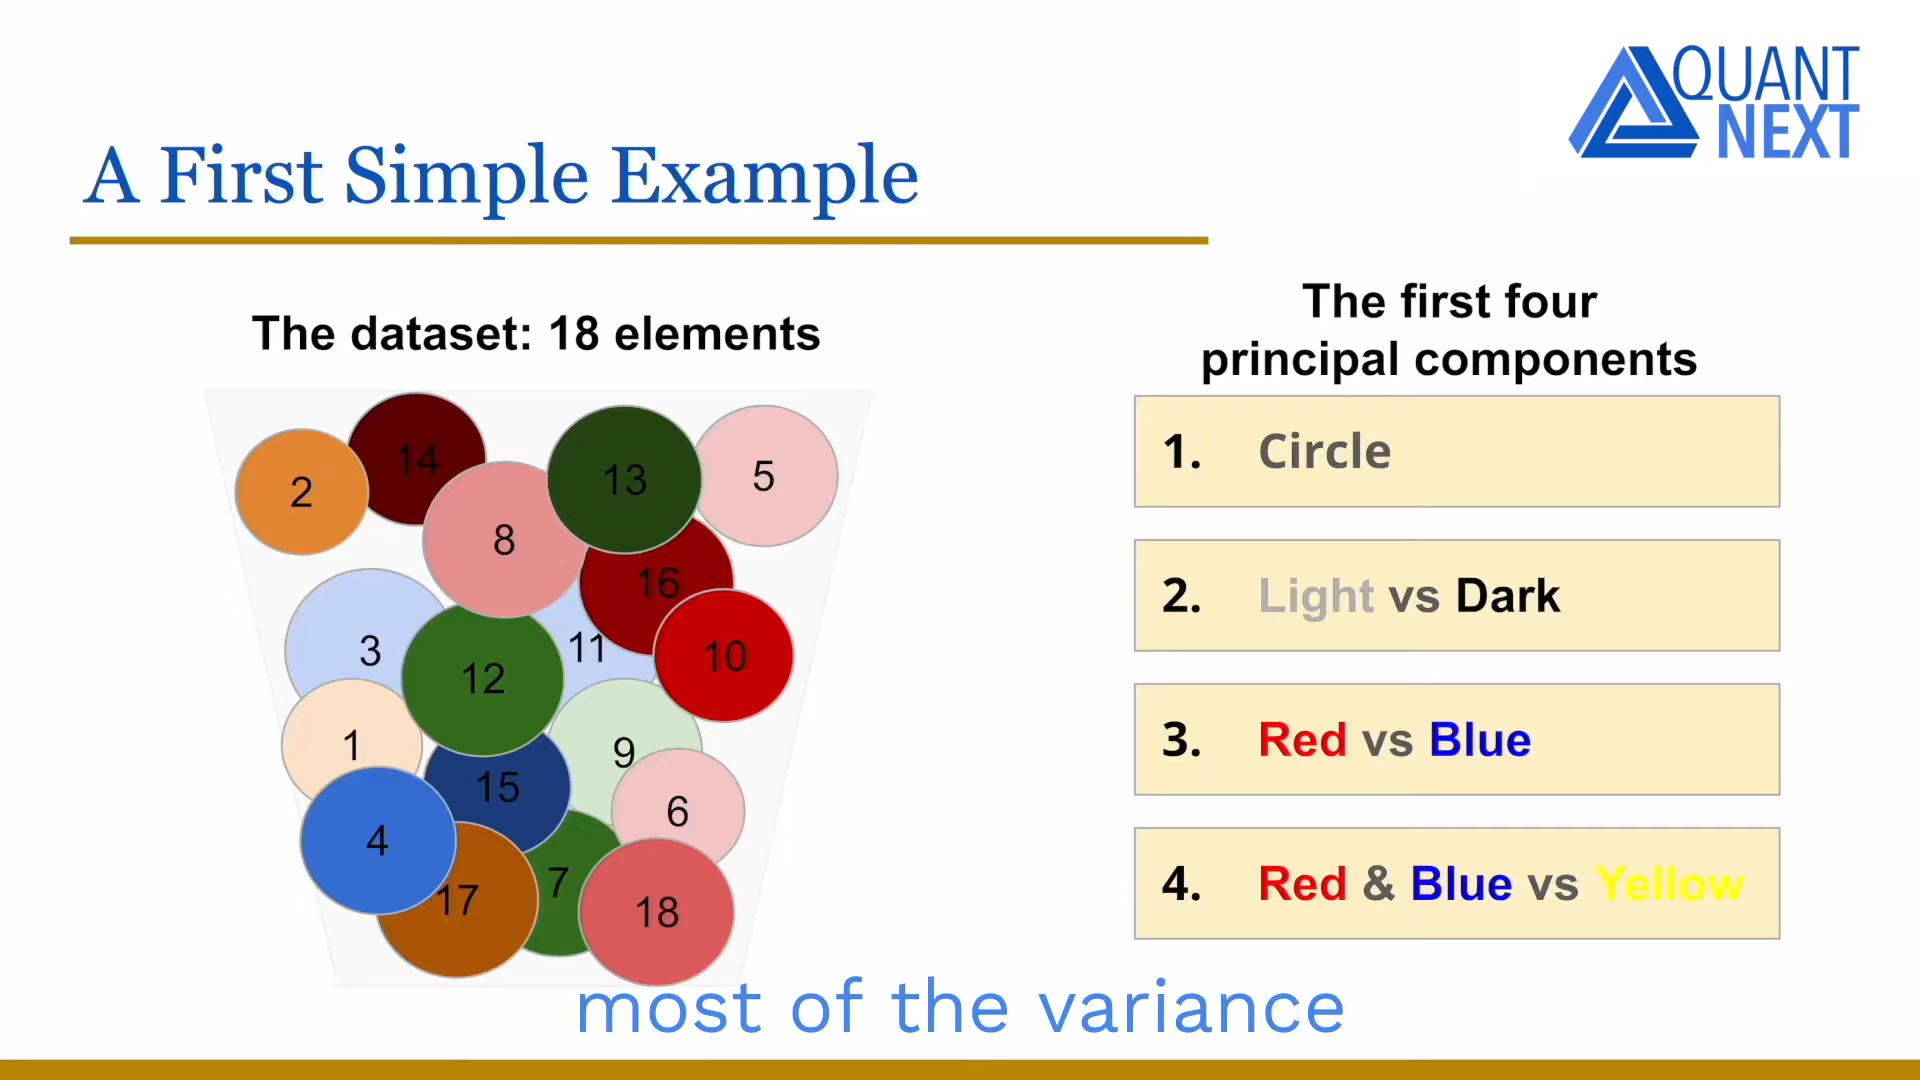 QUANT
NEXT
A First Simple Example
The dataset: 18 elements
The first four
principal components
2
14
8
13
5
16
3
12
11
10
1
15
9
4
6
17
7
18
1. Circle
2. Light vs Dark
3. Red vs Blue
4. Red & Blue vs Yellow
most of the variance